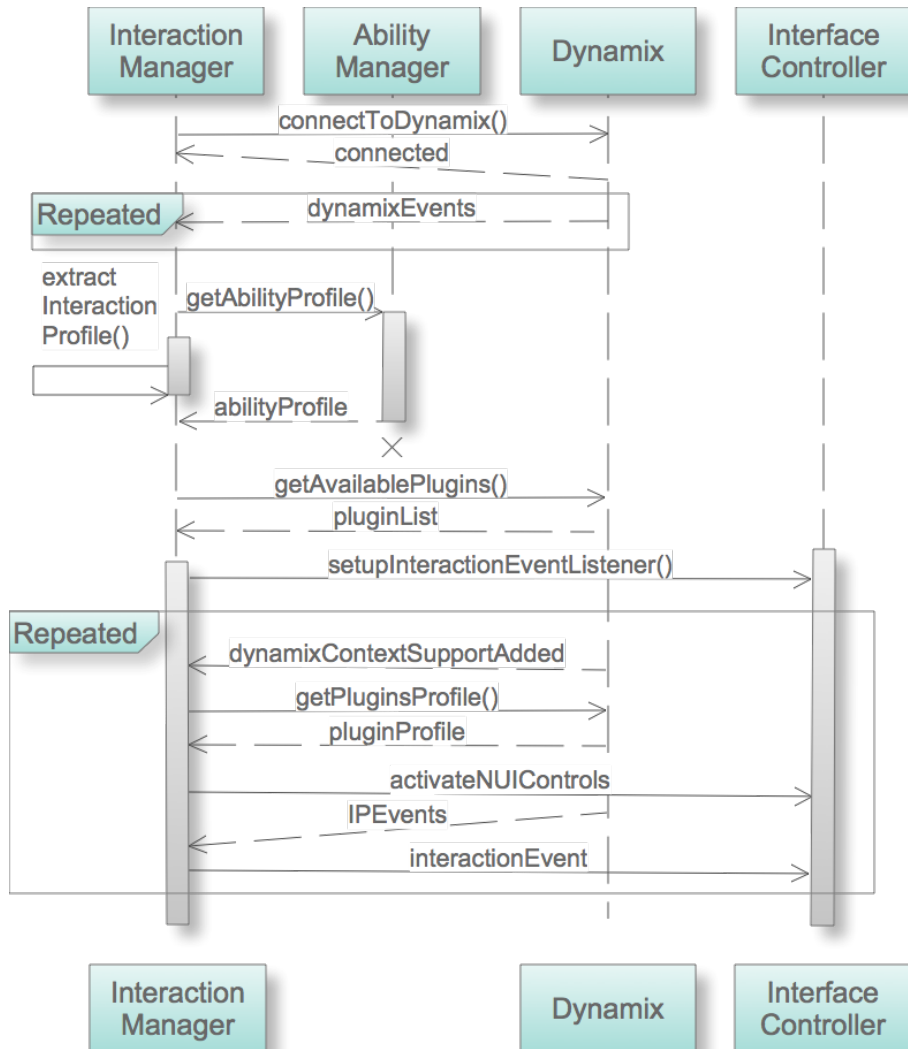 Interaction
Manager
Ability
Manager
Dynamix
Interface
Controller
connectToDynamix()
connected
Repeated
dynamixEvents
extract
Interaction
Profile()
getAbilityProfile()
abilityProfile
getAvailablePlugins()
pluginList
setupInteractionEventListener()
Repeated
dynamixContextSupportAdded
getPluginsProfile()
pluginProfile
activateNUIControls
IPEvents
interactionEvent
Interaction
Manager
Dynamix
Interface
Controller